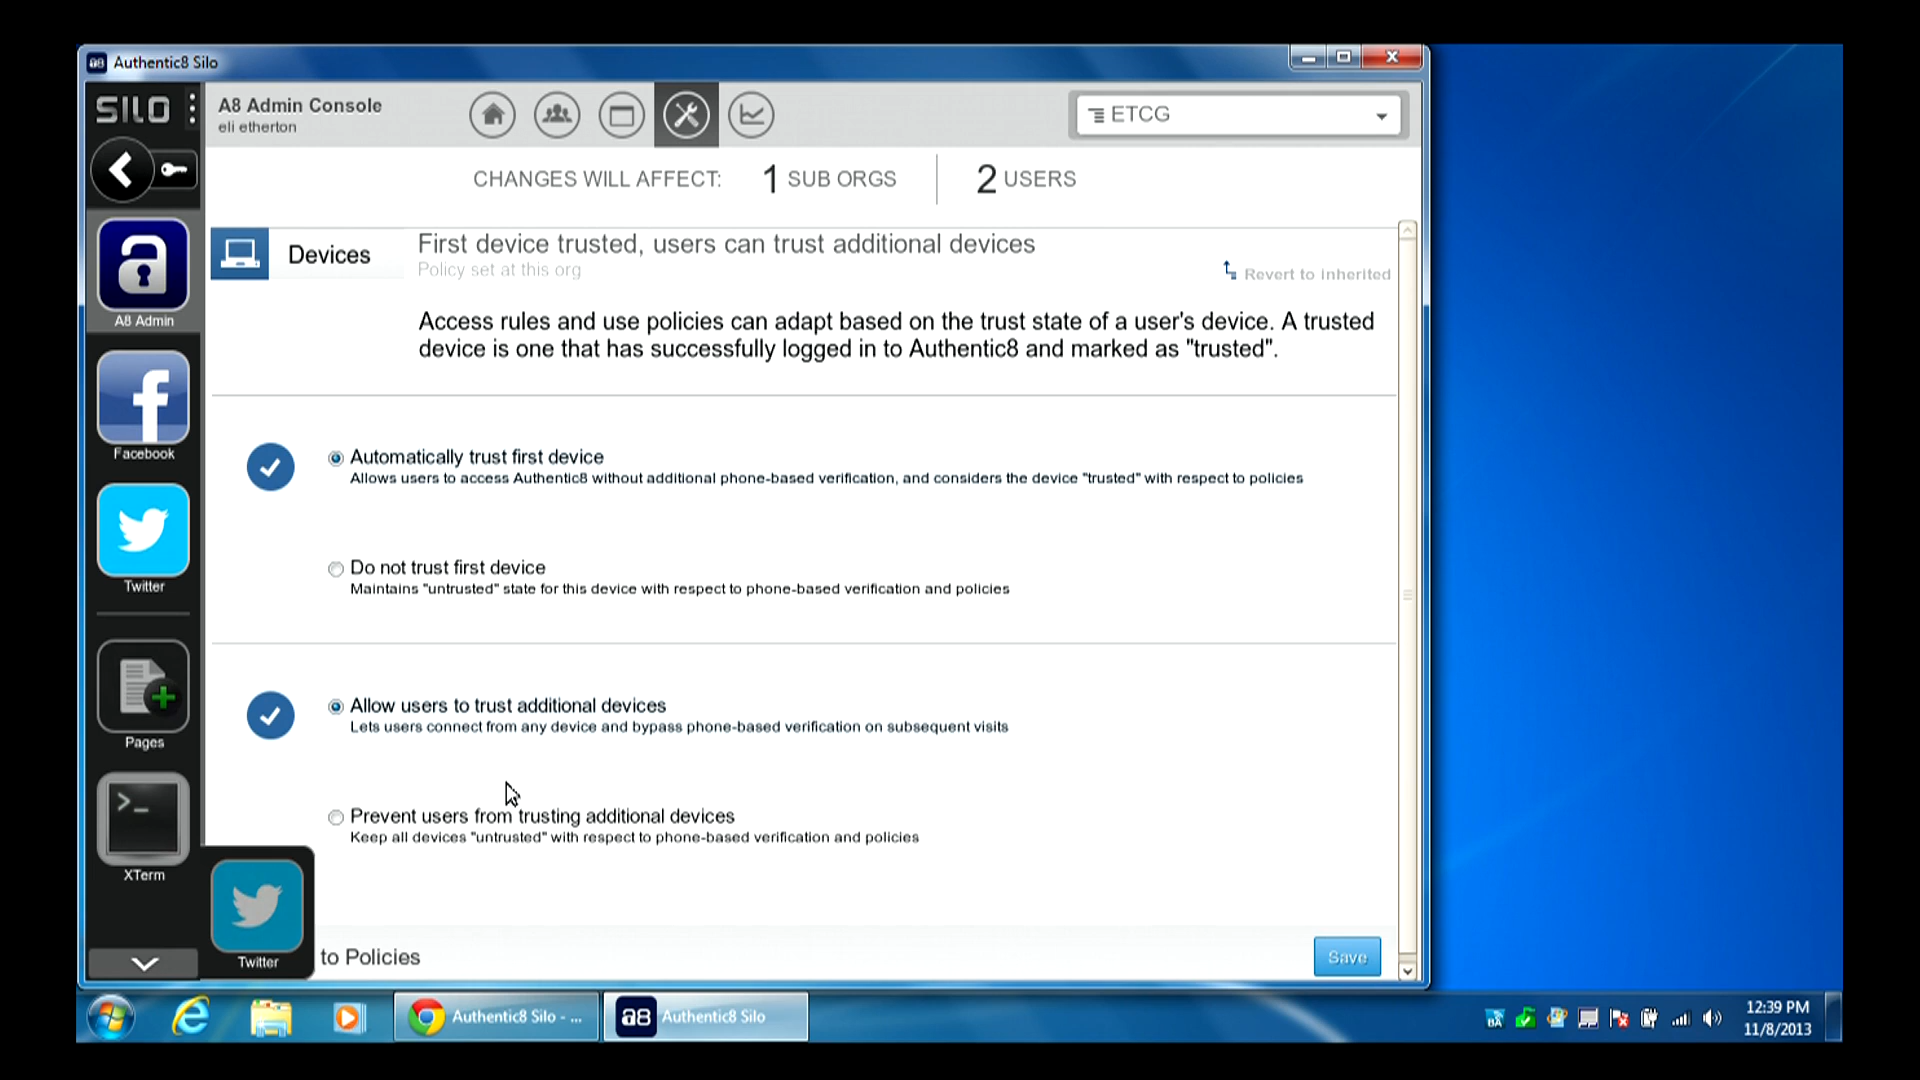 a8 Authentic8 Silo
SILO
A8 Admin Console
eli etherton
ETCG
CHANGES WILL AFFECT: 1 SUB ORGS 2 USERS
Devices
First device trusted, users can trust additional devices
Policy set at this org
Revert to inherited
Access rules and use policies can adapt based on the trust state of a user's device. A trusted
device is one that has successfully logged in to Authentic8 and marked as "trusted".
Automatically trust first device
Allows users to access Authentic8 without additional phone-based verification, and considers the device "trusted" with respect to policies
Do not trust first device
Maintains "untrusted" state for this device with respect to phone-based verification and policies
Allow users to trust additional devices
Lets users connect from any device and bypass phone-based verification on subsequent visits
Prevent users from trusting additional devices
Keep all devices "untrusted" with respect to phone-based verification and policies
to Policies
Save
A8 Admin
Facebook
Twitter
Pages
XTerm
Twitter
Authentic8 Silo - ...
a8 Authentic8 Silo
12:39 PM
11/8/2013